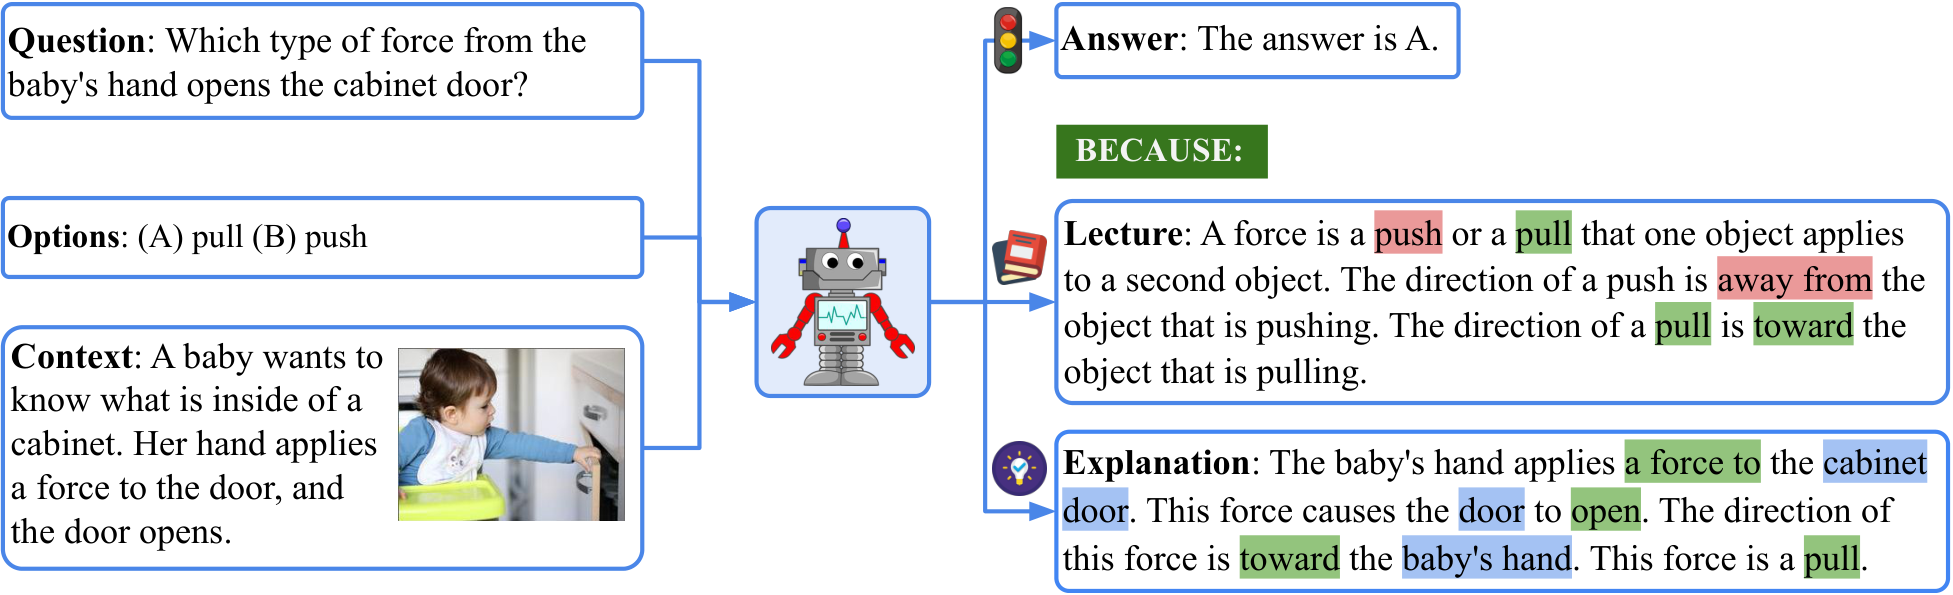 Question: Which type of force from the
baby's hand opens the cabinet door?
Options: (A) pull (B) push
Context: A baby wants to
know what is inside of a
cabinet. Her hand applies
a force to the door, and
the door opens.
Answer: The answer is A.
BECAUSE:
Lecture: A force is a push or a pull that one object applies
to a second object. The direction of a push is away from the
object that is pushing. The direction of a pull is toward the
object that is pulling.
Explanation: The baby's hand applies a force to the cabinet
door. This force causes the door to open. The direction of
this force is toward the baby's hand. This force is a pull.